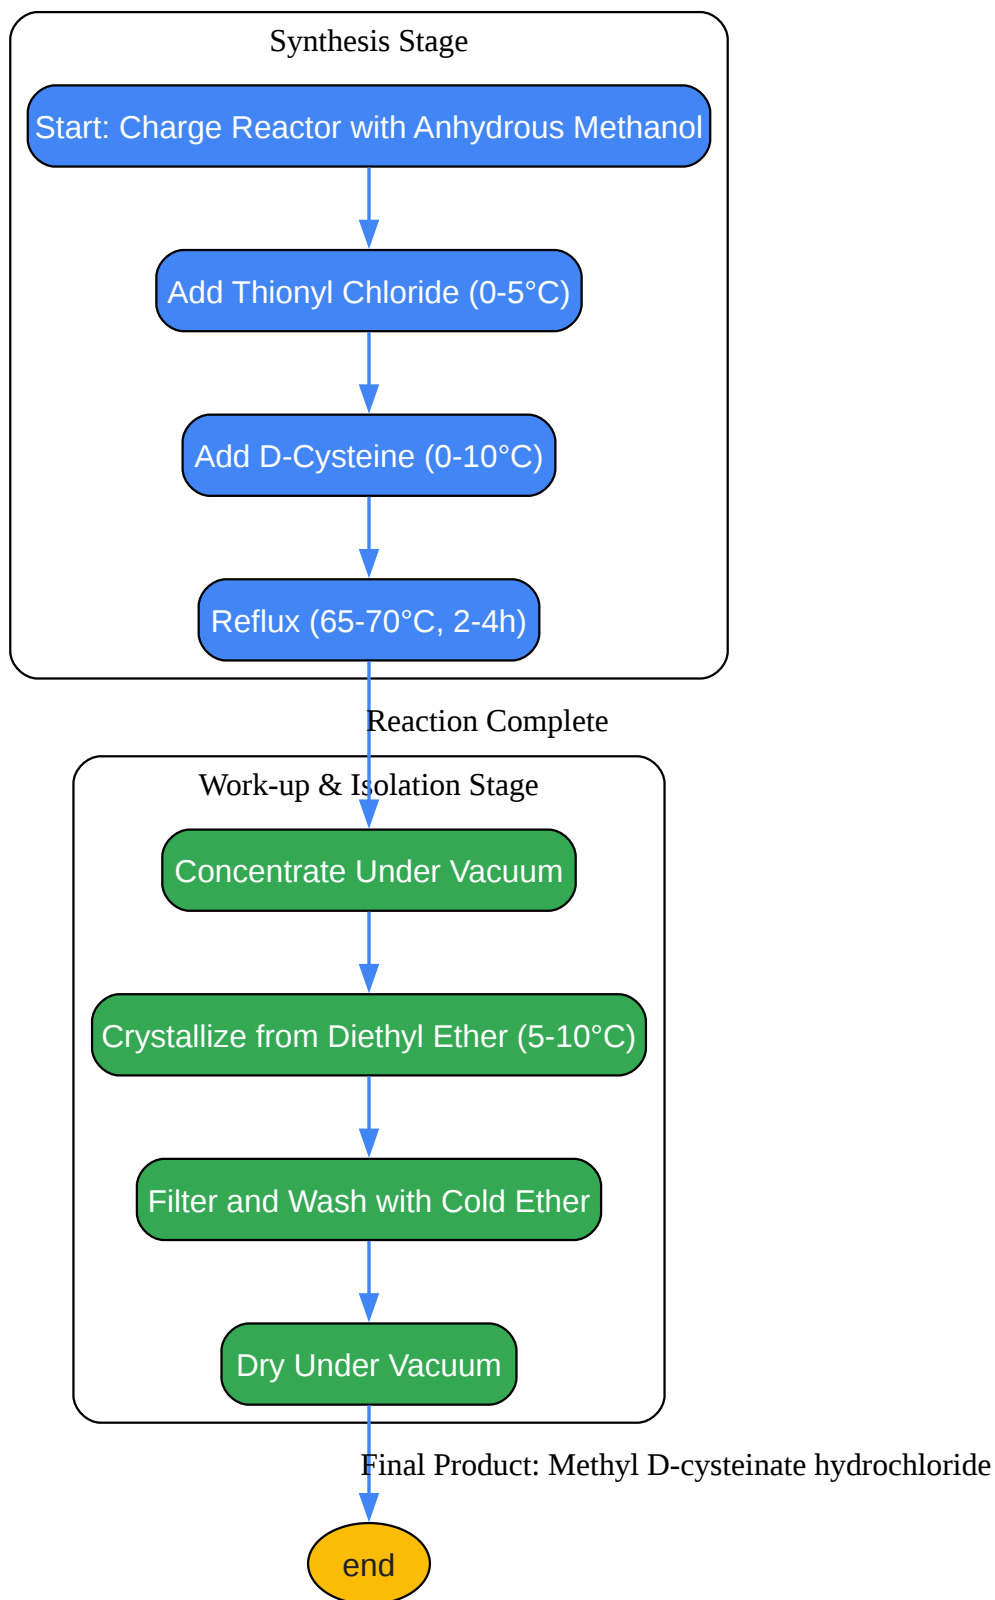 Synthesis Stage
Start: Charge Reactor with Anhydrous Methanol
Add Thionyl Chloride (0-5°C)
Add D-Cysteine (0-10°C)
Reflux (65-70°C, 2-4h)
Reaction Complete
Work-up & Isolation Stage
Concentrate Under Vacuum
Crystallize from Diethyl Ether (5-10°C)
Filter and Wash with Cold Ether
Dry Under Vacuum
Final Product: Methyl D-cysteinate hydrochloride
end